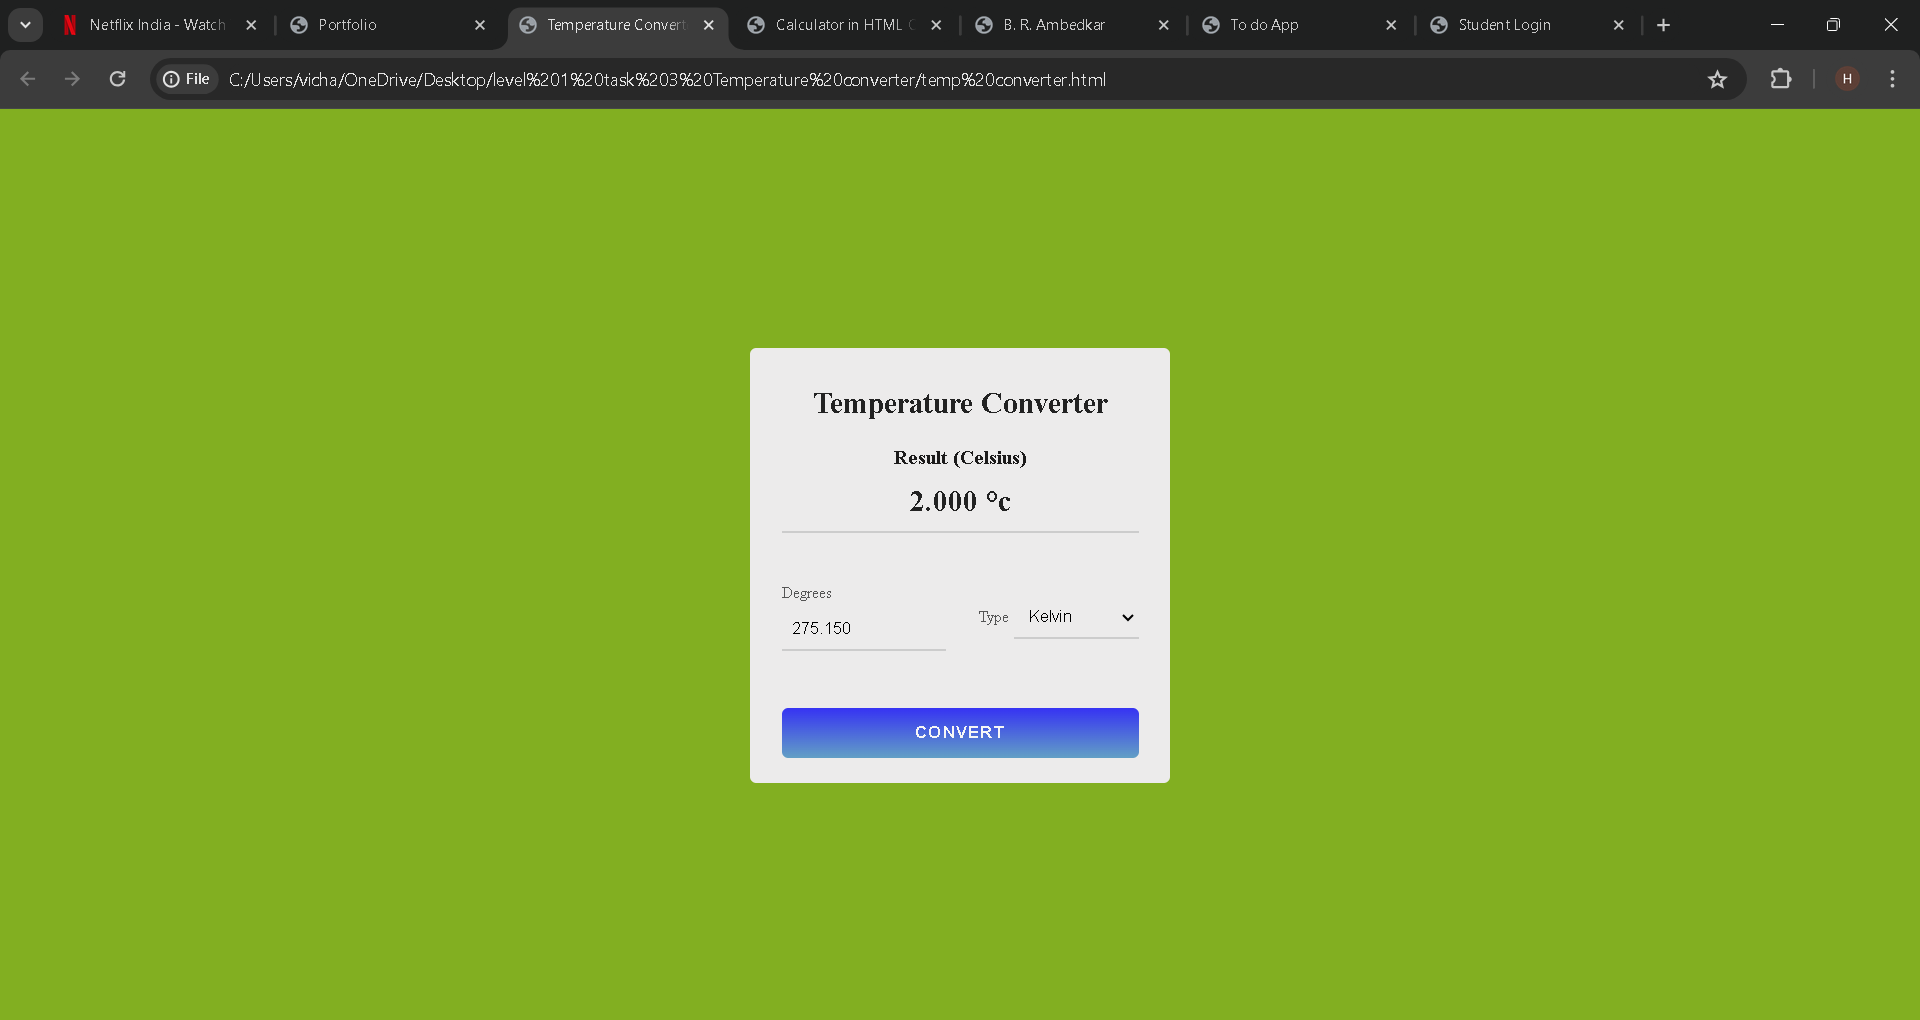 Netflix India - Watch
Portfolio
Temperature Convert
Calculator in HTML
B. R. Ambedkar
To do App
Student Login
File
C:/Users/vicha/OneDrive/Desktop/level%201%20task%203%20Temperature%20converter/temp%20converter.html
H
Temperature Converter
Result (Celsius)
2.000 °c
Degrees
275.150
Type
Kelvin
CONVERT